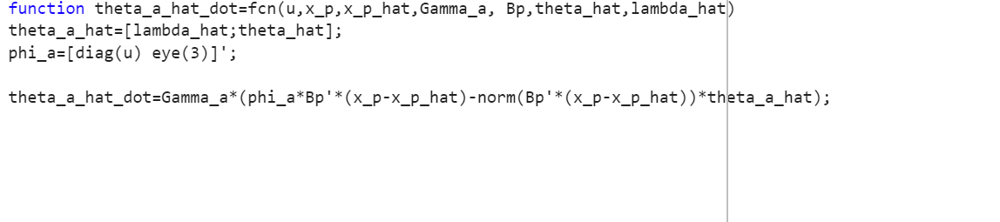 function theta_a_hat_dot=fcn(u,x_p,x_p_hat,Gamma_a, Bp,theta_hat,lambda_hat)
theta_a_hat=[lambda_hat;theta_hat];
phi_a=[diag(u) eye(3)]';
theta_a_hat_dot=Gamma_a*(phi_a*Bp'*(x_p-x_p_hat)-norm(Bp'*(x_p-x_p_hat))*theta_a_hat);